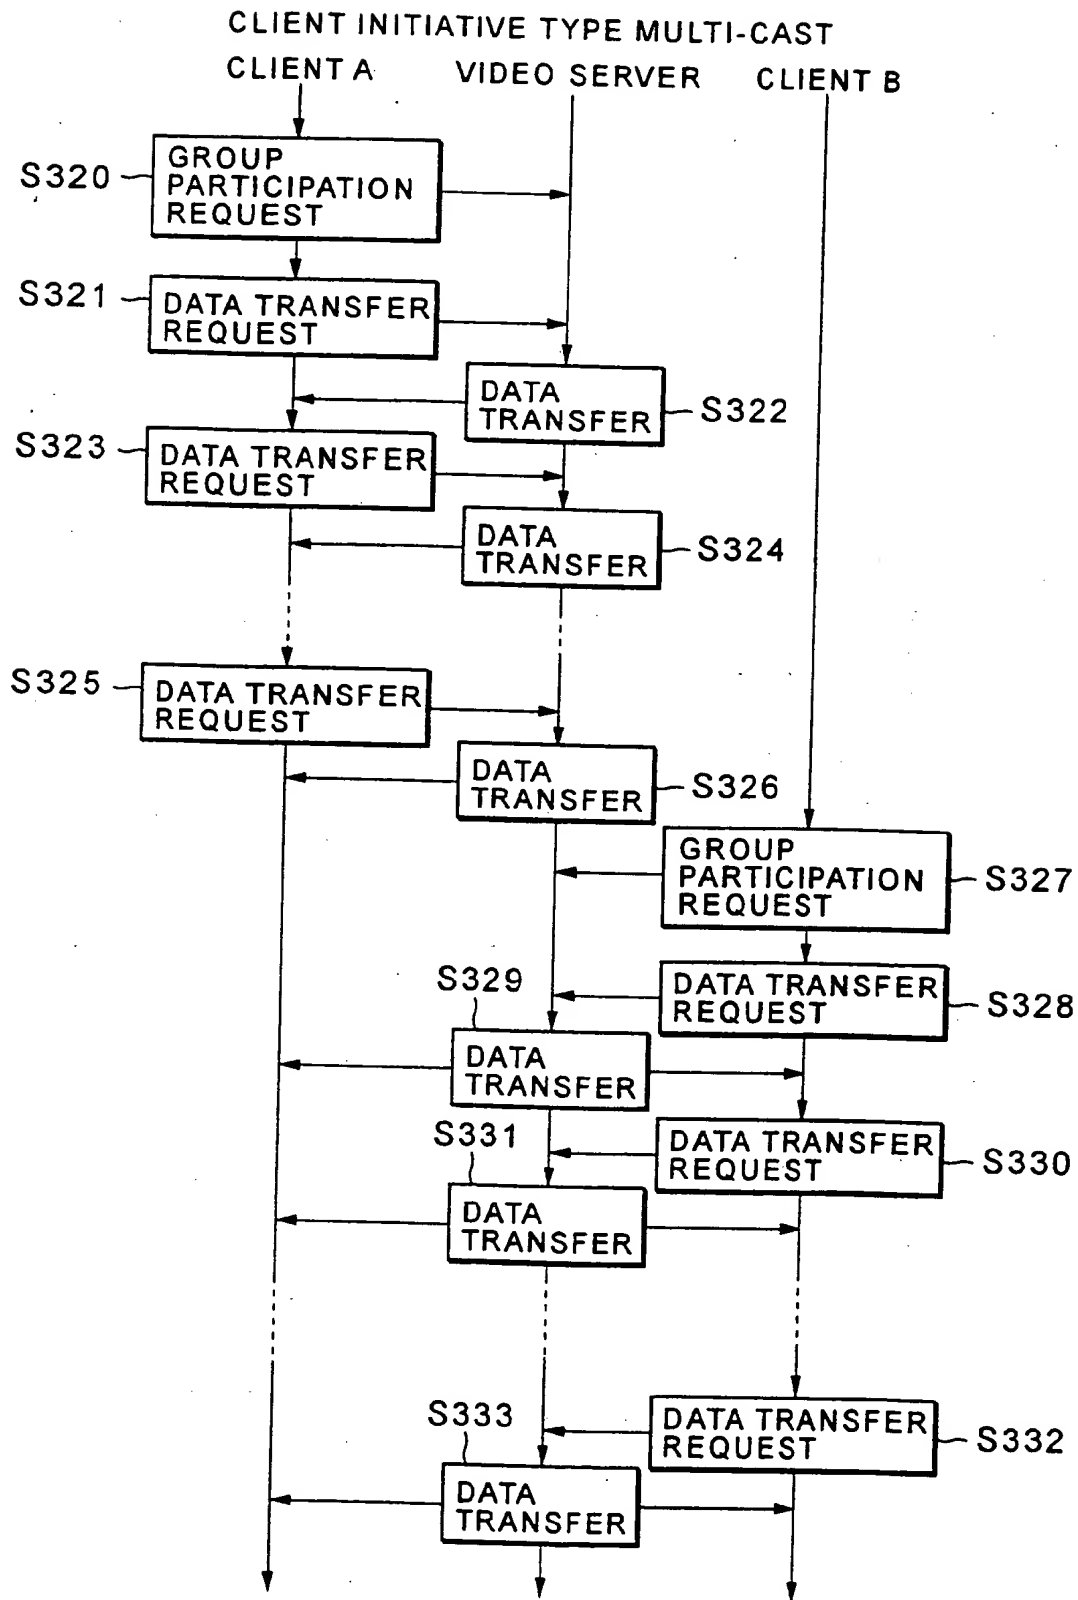 CLIENT INITIATIVE TYPE MULTI-CAST
CLIENT A
VIDEO SERVER
CLIENT B
S320
GROUP
PARTICIPATION
REQUEST
S321
DATA TRANSFER
REQUEST
DATA
TRANSFER
S322
S323
DATA TRANSFER
REQUEST
DATA
TRANSFER
S324
S325
DATA TRANSFER
REQUEST
DATA
TRANSFER
S326
GROUP
PARTICIPATION
REQUEST
S327
DATA TRANSFER
REQUEST
S328
S329
DATA
TRANSFER
DATA TRANSFER
REQUEST
S330
S331
DATA
TRANSFER
DATA TRANSFER
REQUEST
S332
S333
DATA
TRANSFER